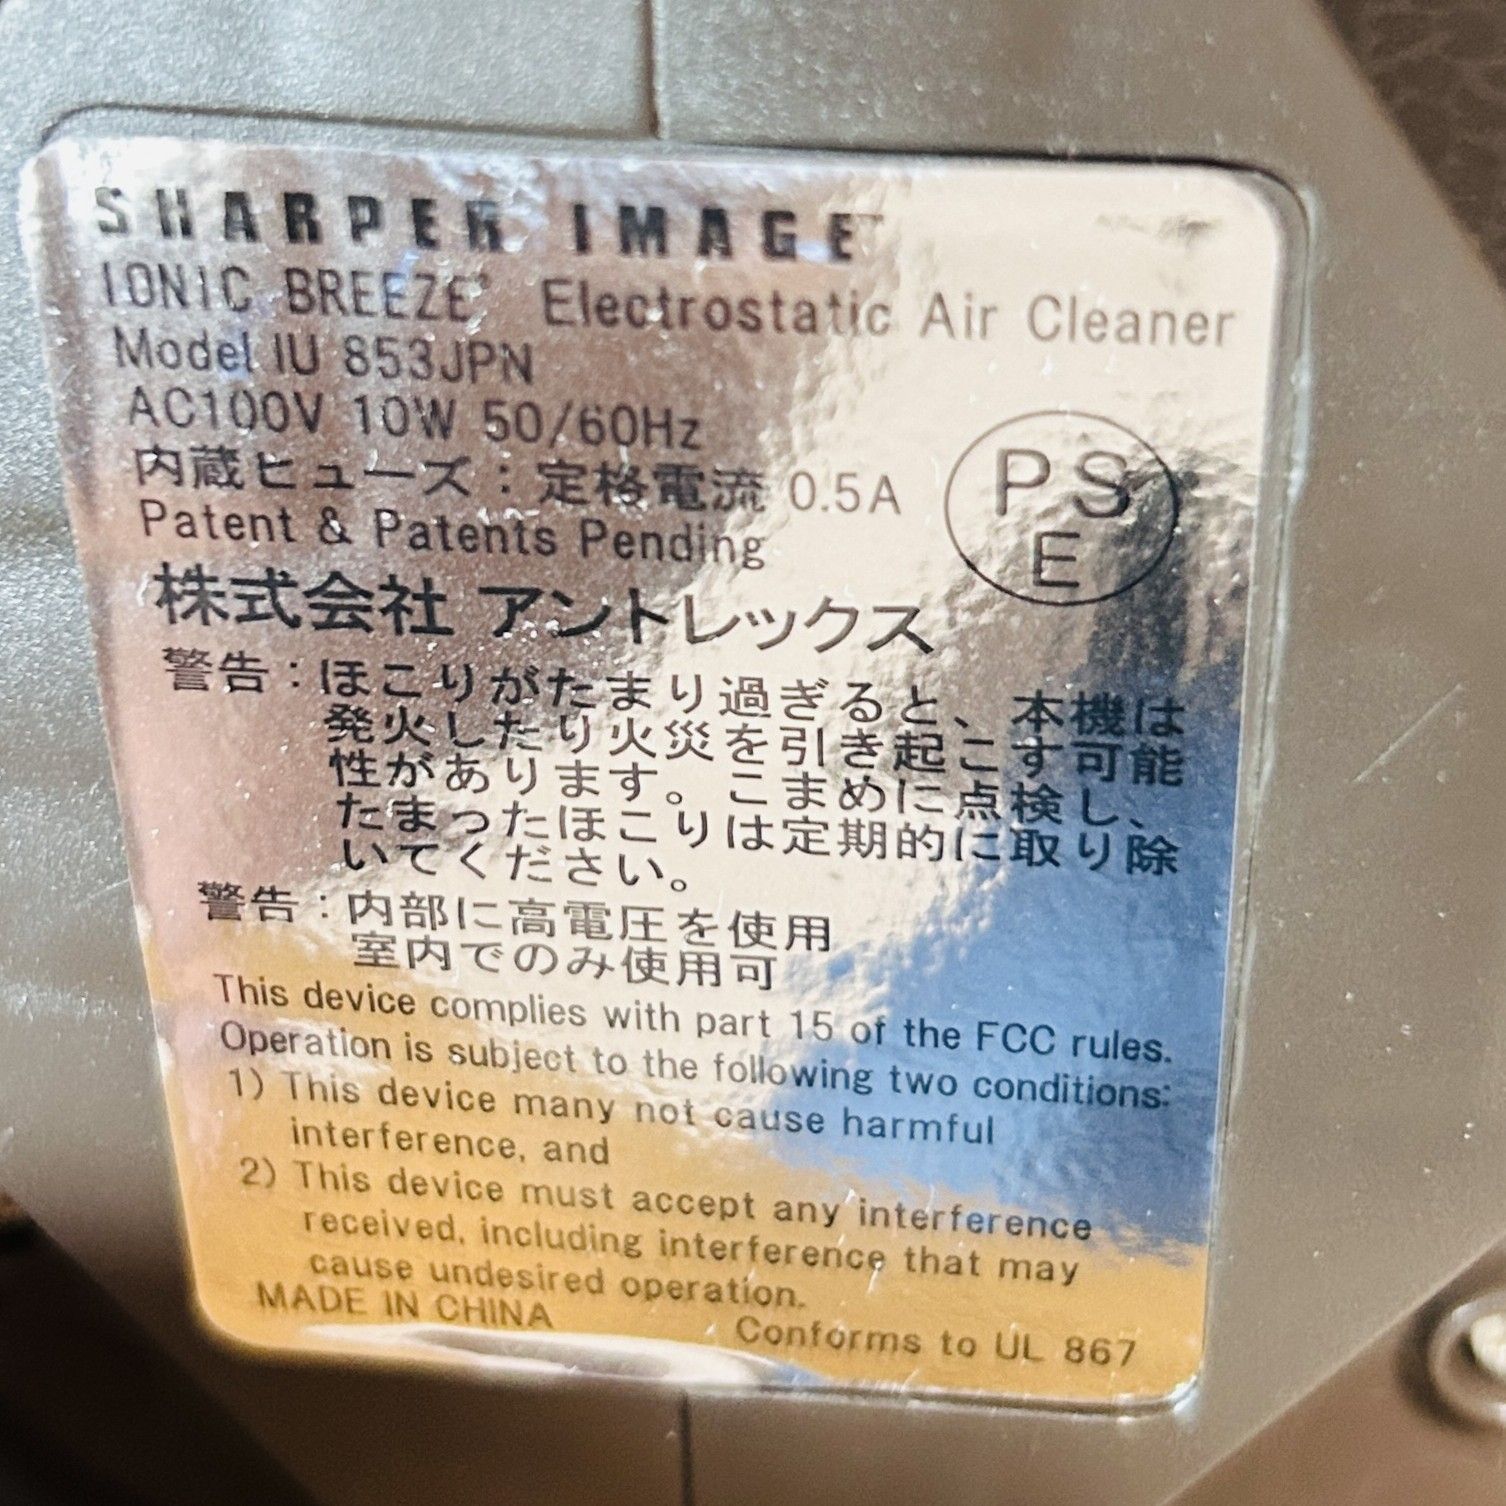 SHARPER IMAGE™
IONIC BREEZE® Electrostatic Air Cleaner
Model IU 853JPN
AC100V 10W 50/60Hz
内蔵ヒューズ：定格電流 0.5A
PS
E
Patent & Patents Pending
株式会社 アントレックス
警告：ほこりがたまり過ぎると、本機は
発火したり火災を引き起こす可能
性があります。こまめに点検し、
たまったほこりは定期的に取り除
いてください。
警告：内部に高電圧を使用
室内でのみ使用可
This device complies with part 15 of the FCC rules.
Operation is subject to the following two conditions:
1) This device many not cause harmful
interference, and
2) This device must accept any interference
received, including interference that may
cause undesired operation.
MADE IN CHINA
Conforms to UL 867